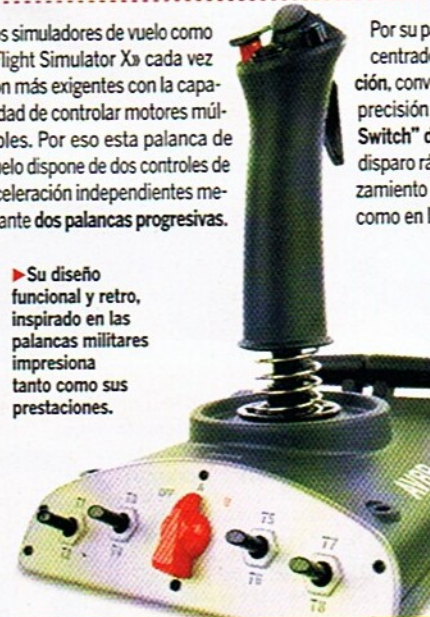 os simuladores de vuelo como
light Simulator X» cada vez
on más exigentes con la capa-
dad de controlar motores múl-
ples. Por eso esta palanca de
uelo dispone de dos controles de
celeración independientes me-
ante dos palancas progresivas.
▶Su diseño
funcional y retro,
inspirado en las
palancas militares
impresiona
tanto como sus
prestaciones.
Por su p
centrado
ción, conv
precisión
Switch" d
disparo rá
zamiento
como en l
OFF A
T1 T3 T5 T7
T2 T4 T6 T8